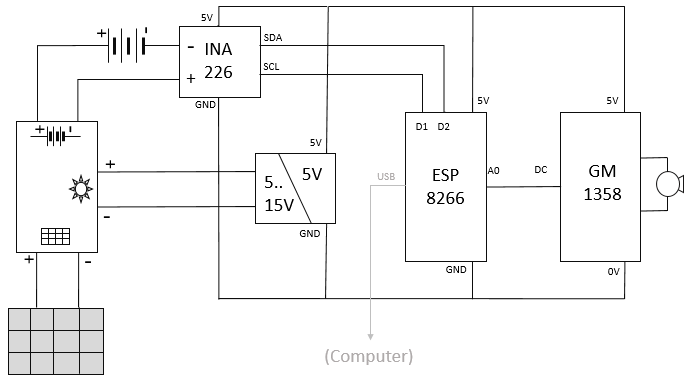 5V
+
'
-
INA
226
SDA
+
SCL
GND
5V
5V
+
'
D1
D2
5V
5V
5..
15V
+
-
GND
USB
ESP
8266
A0
DC
GM
1358
GND
0V
+
-
(Computer)